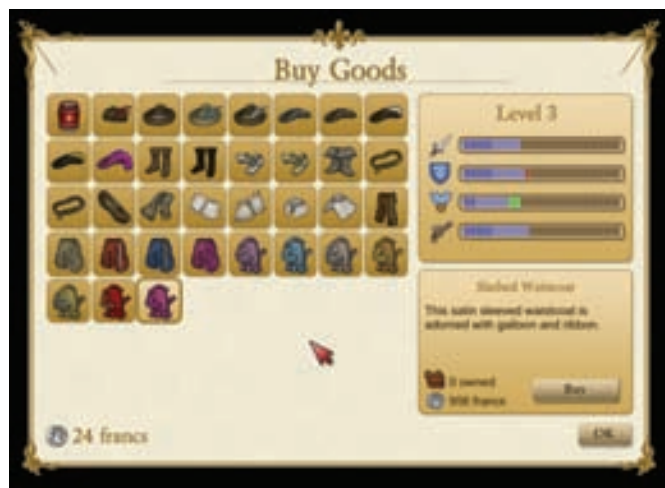 Buy Goods
Level 3
Waistcoat
This satin sleeved waistcoat is
adorned with galloon and ribbon.
0 owned
francs
Buy
24 francs
OK